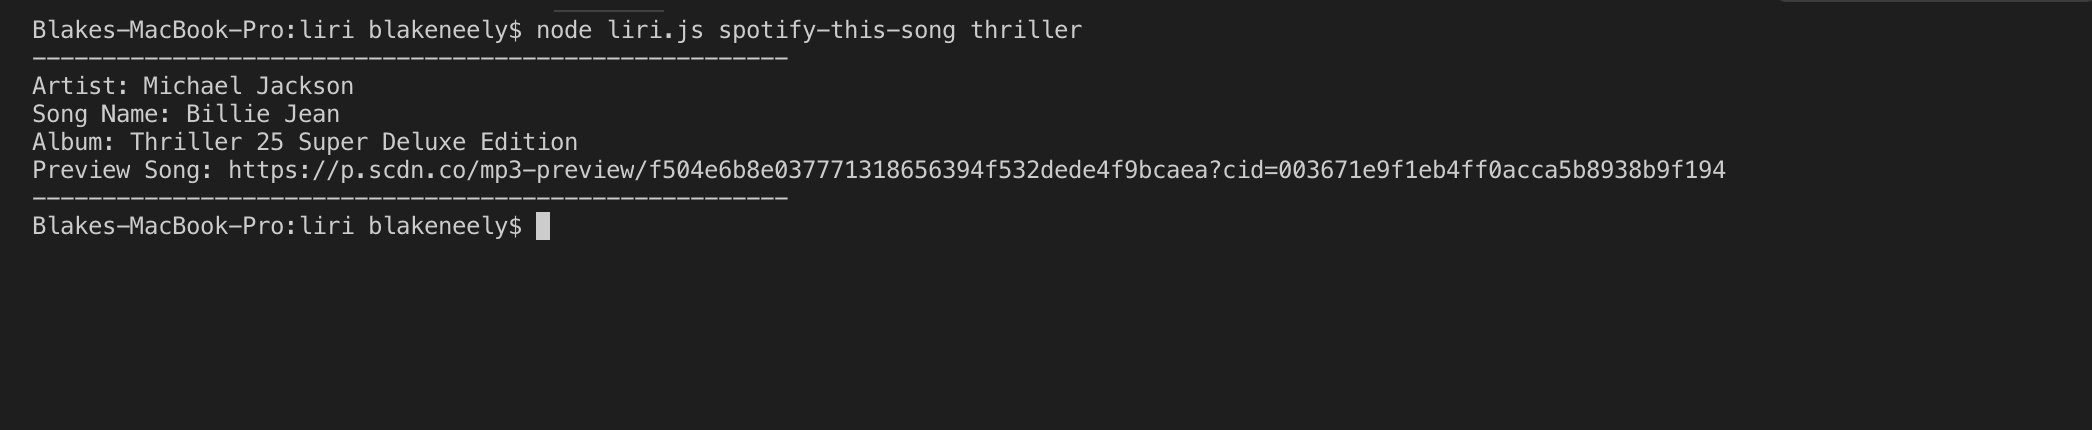 Blakes-MacBook-Pro:liri blakeneely$ node liri.js spotify-this-song thriller
------------------------------------------------------
Artist: Michael Jackson
Song Name: Billie Jean
Album: Thriller 25 Super Deluxe Edition
Preview Song: https://p.scdn.co/mp3-preview/f504e6b8e037771318656394f532dede4f9bcaea?cid=003671e9f1eb4ff0acca5b8938b9f194
------------------------------------------------------
Blakes-MacBook-Pro:liri blakeneely$